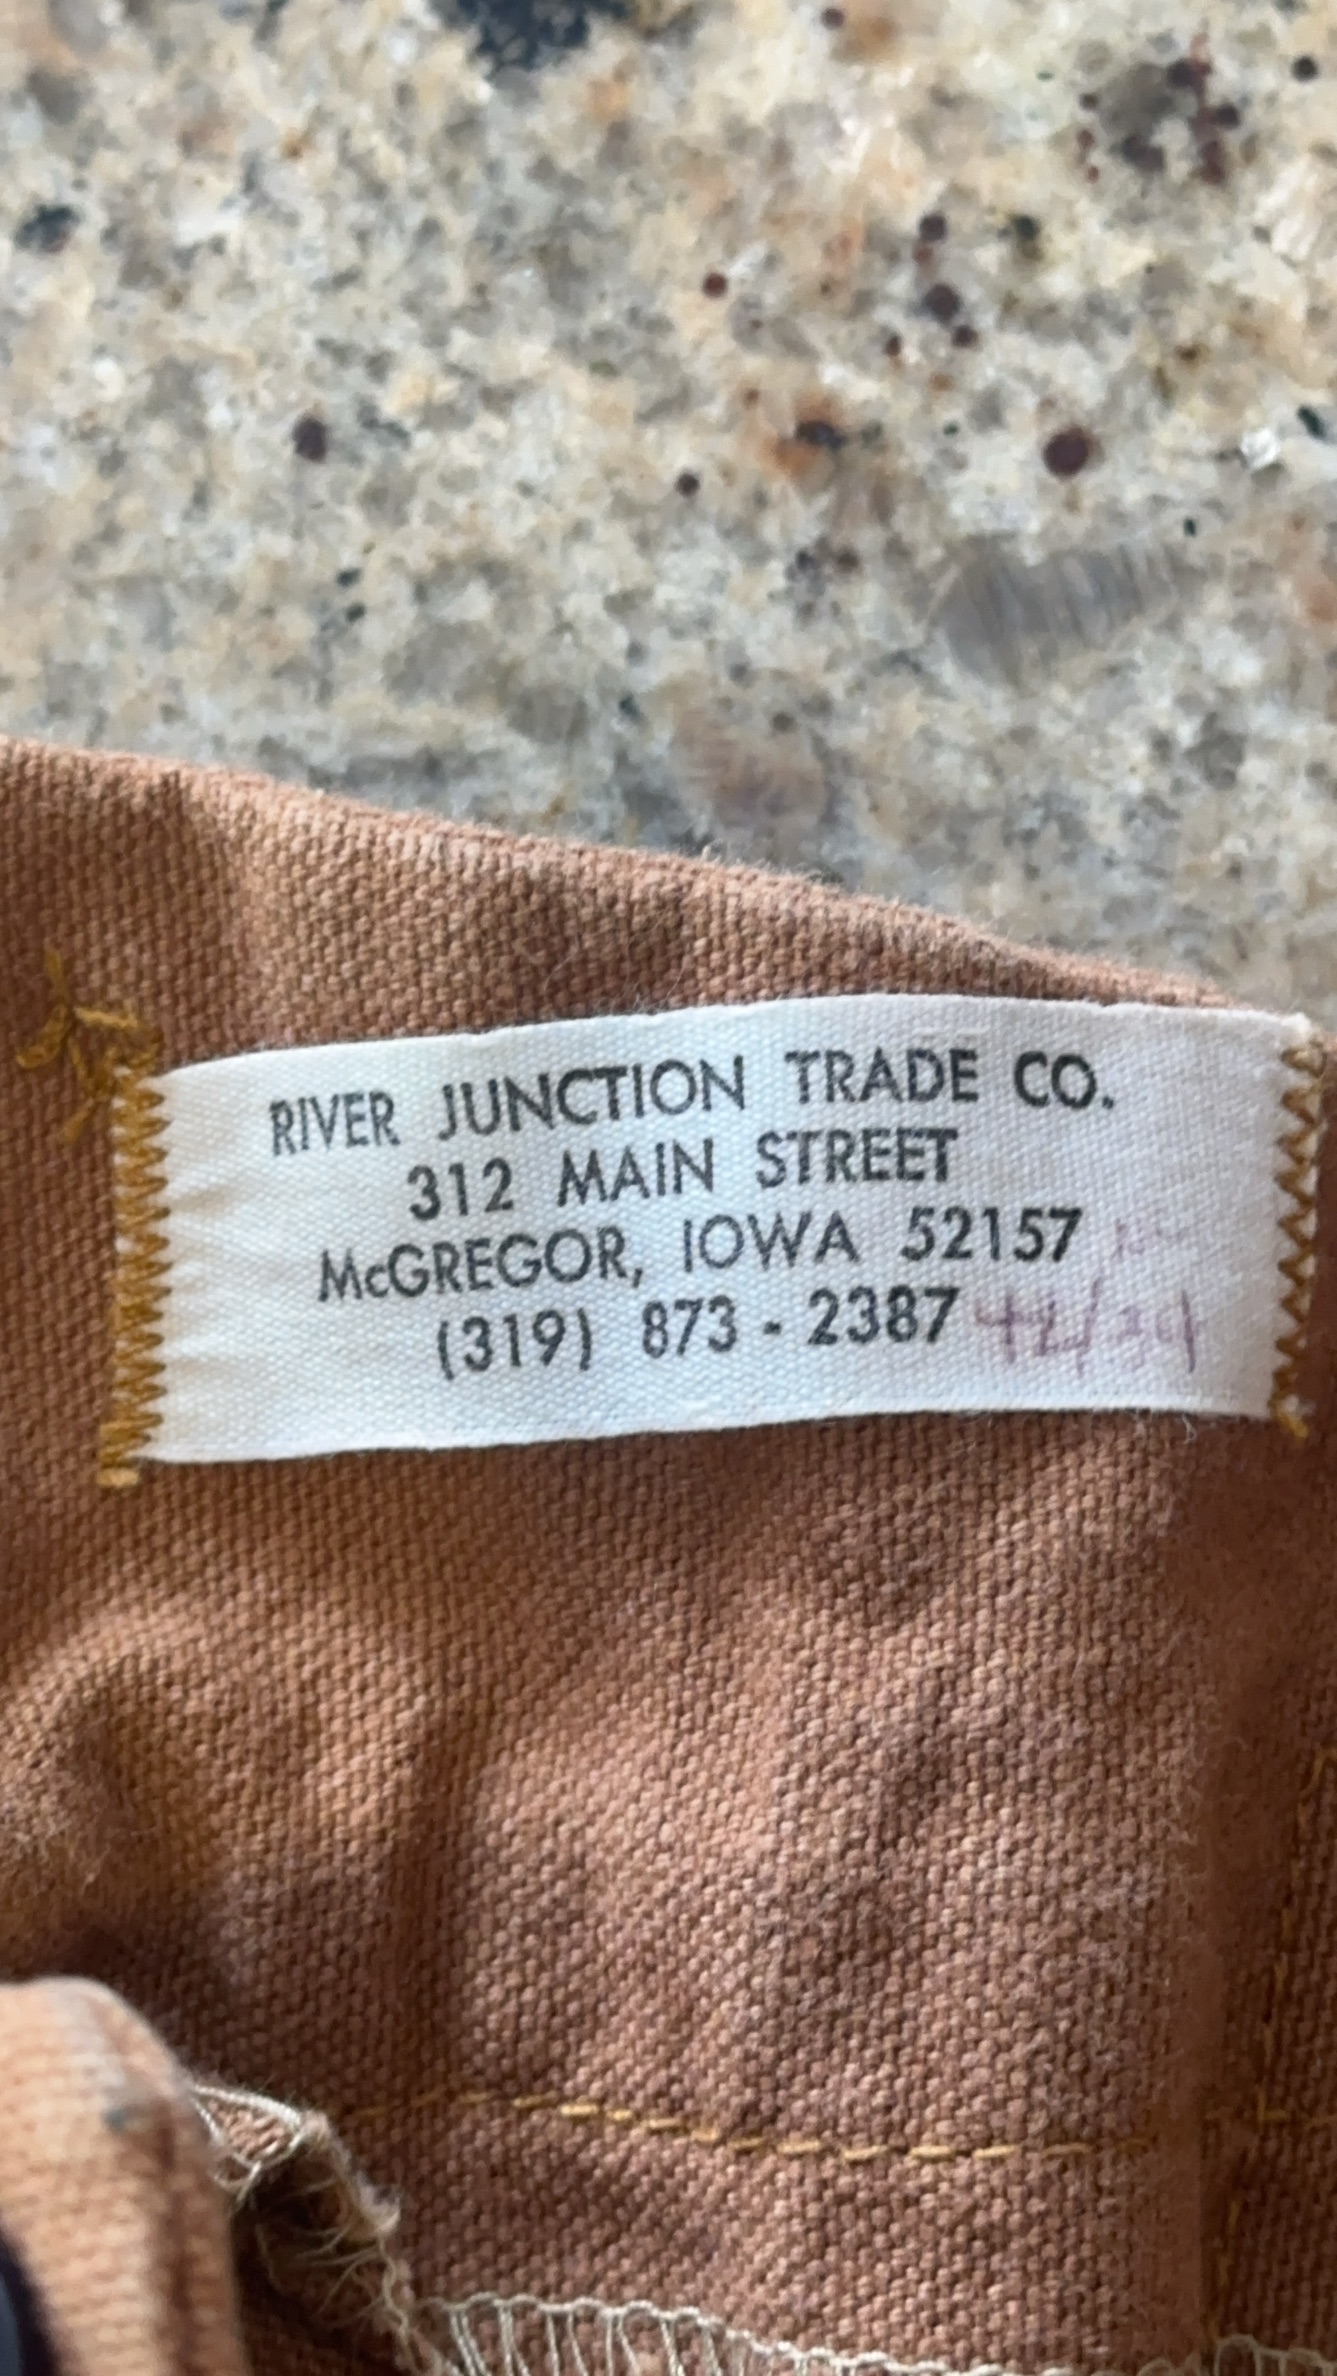 RIVER JUNCTION TRADE CO.
312 MAIN STREET
McGREGOR, IOWA 52157
(319) 873-2387 42/34